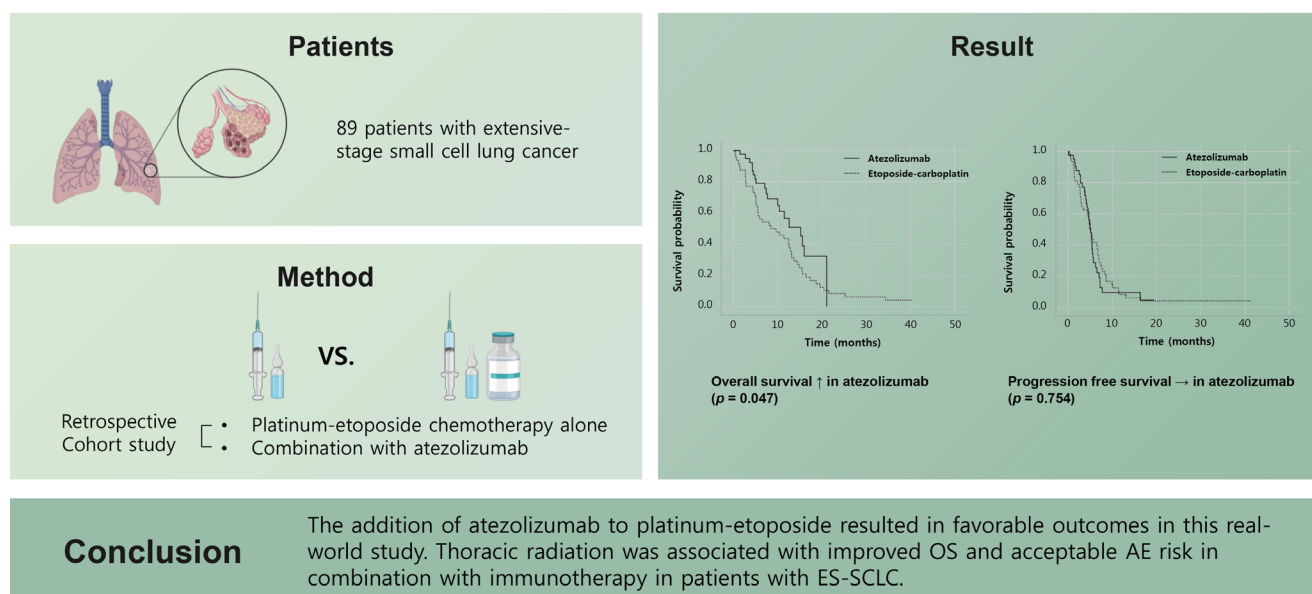 Patients
89 patients with extensive-
stage small cell lung cancer
Method
VS.
Retrospective
Cohort study
• Platinum-etoposide chemotherapy alone
• Combination with atezolizumab
Result
Survival probability
1.0
0.8
0.6
0.4
0.2
0.0
0 10 20 30 40 50
Time (months)
Atezolizumab
Etoposide-carboplatin
Overall survival ↑ in atezolizumab
(p = 0.047)
Survival probability
1.0
0.8
0.6
0.4
0.2
0.0
0 10 20 30 40 50
Time (months)
Atezolizumab
Etoposide-carboplatin
Progression free survival → in atezolizumab
(p = 0.754)
Conclusion
The addition of atezolizumab to platinum-etoposide resulted in favorable outcomes in this real-
world study. Thoracic radiation was associated with improved OS and acceptable AE risk in
combination with immunotherapy in patients with ES-SCLC.